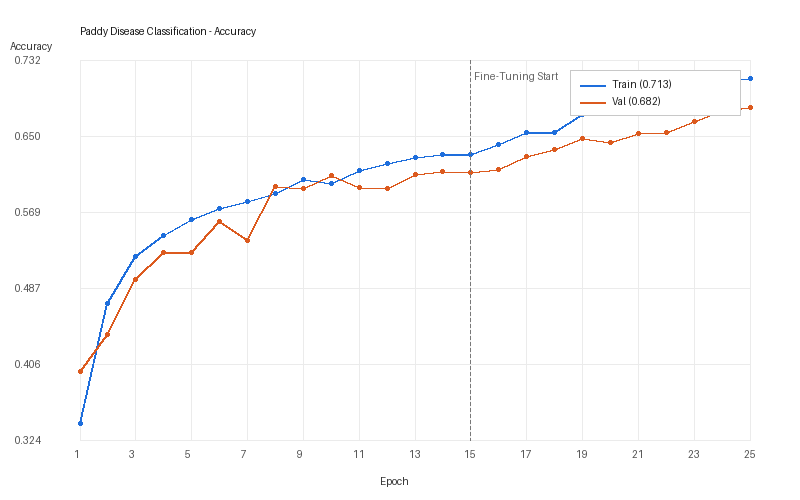 Paddy Disease Classification - Accuracy
Accuracy
0.732
Fine-Tuning Start
Train (0.713)
Val (0.682)
0.650
0.569
0.487
0.406
0.324
1 3 5 7 9 11 13 15 17 19 21 23 25
Epoch